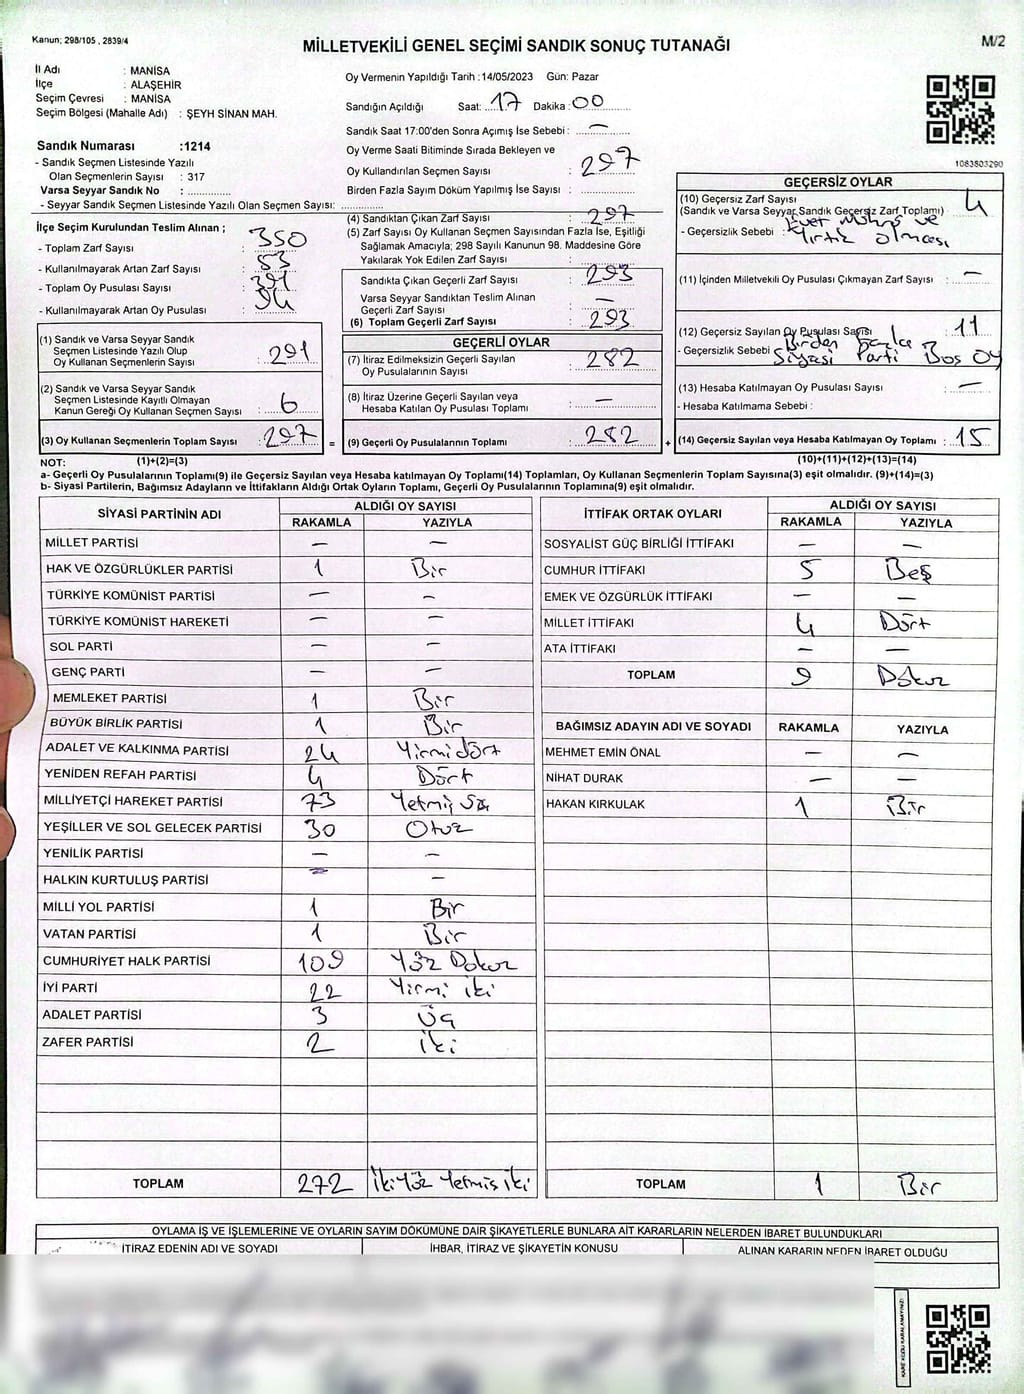 Kanun; 298/105 , 2839/4
MİLLETVEKİLİ GENEL SEÇİMİ SANDIK SONUÇ TUTANAĞI
M/2
İl Adı : MANİSA
İlçe : ALAŞEHİR
Seçim Çevresi : MANİSA
Seçim Bölgesi (Mahalle Adı) : ŞEYH SİNAN MAH.
Sandık Numarası :1214
- Sandık Seçmen Listesinde Yazılı
Olan Seçmenlerin Sayısı : 317
Varsa Seyyar Sandık No : ............
- Seyyar Sandık Seçmen Listesinde Yazılı Olan Seçmen Sayısı: ............
Oy Vermenin Yapıldığı Tarih :14/05/2023 Gün: Pazar
Sandığın Açıldığı Saat: 17 Dakika : 00
Sandık Saat 17:00'den Sonra Açımış İse Sebebi : —
Oy Verme Saati Bitiminde Sırada Bekleyen ve
Oy Kullandırılan Seçmen Sayısı : 297
Birden Fazla Sayım Döküm Yapılmış İse Sayısı : ............
1083803290
İlçe Seçim Kurulundan Teslim Alınan ;
- Toplam Zarf Sayısı : 350
- Kullanılmayarak Artan Zarf Sayısı : 53
- Toplam Oy Pusulası Sayısı : 391
- Kullanılmayarak Artan Oy Pusulası : 94
(4) Sandıktan Çıkan Zarf Sayısı : 297
(5) Zarf Sayısı Oy Kullanan Seçmen Sayısından Fazla İse, Eşitliği
Sağlamak Amacıyla; 298 Sayılı Kanunun 98. Maddesine Göre
Yakılarak Yok Edilen Zarf Sayısı : ............
Sandıkta Çıkan Geçerli Zarf Sayısı : 293
Varsa Seyyar Sandıktan Teslim Alınan
Geçerli Zarf Sayısı : —
(6) Toplam Geçerli Zarf Sayısı : 293
GEÇERSİZ OYLAR
(10) Geçersiz Zarf Sayısı
(Sandık ve Varsa Seyyar Sandık Geçersiz Zarf Toplamı) : 4
- Geçersizlik Sebebi : Evet Mührü ve
Yırtık Olması
(11) İçinden Milletvekili Oy Pusulası Çıkmayan Zarf Sayısı : —
(12) Geçersiz Sayılan Oy Pusulası Sayısı 11
- Geçersizlik Sebebi Birden fazla
Siyasi Parti Boş Oy
(13) Hesaba Katılmayan Oy Pusulası Sayısı : —
- Hesaba Katılmama Sebebi :
(14) Geçersiz Sayılan veya Hesaba Katılmayan Oy Toplamı : 15
(1) Sandık ve Varsa Seyyar Sandık
Seçmen Listesinde Yazılı Olup
Oy Kullanan Seçmenlerin Sayısı : 291
(2) Sandık ve Varsa Seyyar Sandık
Seçmen Listesinde Kayıtlı Olmayan
Kanun Gereği Oy Kullanan Seçmen Sayısı : 6
(3) Oy Kullanan Seçmenlerin Toplam Sayısı : 297 =
GEÇERLİ OYLAR
(7) İtiraz Edilmeksizin Geçerli Sayılan
Oy Pusulalarının Sayısı : 282
(8) İtiraz Üzerine Geçerli Sayılan veya
Hesaba Katılan Oy Pusulası Toplamı : —
(9) Geçerli Oy Pusulalarının Toplamı : 282 +
NOT: (1)+(2)=(3) (10)+(11)+(12)+(13)=(14)
a- Geçerli Oy Pusulalarının Toplamı(9) ile Geçersiz Sayılan veya Hesaba katılmayan Oy Toplamı(14) Toplamları, Oy Kullanan Seçmenlerin Toplam Sayısına(3) eşit olmalıdır. (9)+(14)=(3)
b- Siyasi Partilerin, Bağımsız Adayların ve İttifakların Aldığı Ortak Oyların Toplamı, Geçerli Oy Pusulalarının Toplamına(9) eşit olmalıdır.
SİYASİ PARTİNİN ADI ALDIĞI OY SAYISI
RAKAMLA YAZIYLA
MİLLET PARTİSİ — —
HAK VE ÖZGÜRLÜKLER PARTİSİ 1 Bir
TÜRKİYE KOMÜNİST PARTİSİ — —
TÜRKİYE KOMÜNİST HAREKETİ — —
SOL PARTİ — —
GENÇ PARTİ — —
MEMLEKET PARTİSİ 1 Bir
BÜYÜK BİRLİK PARTİSİ 1 Bir
ADALET VE KALKINMA PARTİSİ 24 Yirmidört
YENİDEN REFAH PARTİSİ 4 Dört
MİLLİYETÇİ HAREKET PARTİSİ 73 Yetmiş
YEŞİLLER VE SOL GELECEK PARTİSİ 30 Otuz
YENİLİK PARTİSİ — —
HALKIN KURTULUŞ PARTİSİ — —
MİLLİ YOL PARTİSİ 1 Bir
VATAN PARTİSİ 1 Bir
CUMHURİYET HALK PARTİSİ 109 Yüz Dokuz
İYİ PARTİ 22 Yirmi iki
ADALET PARTİSİ 3 Üç
ZAFER PARTİSİ 2 iki
TOPLAM 272 İkiYüz Yetmiş iki
İTTİFAK ORTAK OYLARI ALDIĞI OY SAYISI
RAKAMLA YAZIYLA
SOSYALİST GÜÇ BİRLİĞİ İTTİFAKI — —
CUMHUR İTTİFAKI 5 Beş
EMEK VE ÖZGÜRLÜK İTTİFAKI — —
MİLLET İTTİFAKI 4 Dört
ATA İTTİFAKI — —
TOPLAM 9 Dokuz
BAĞIMSIZ ADAYIN ADI VE SOYADI RAKAMLA YAZIYLA
MEHMET EMİN ÖNAL — —
NİHAT DURAK — —
HAKAN KIRKULAK 1 Bir
TOPLAM 1 Bir
OYLAMA İŞ VE İŞLEMLERİNE VE OYLARIN SAYIM DÖKÜMÜNE DAİR ŞİKAYETLERLE BUNLARA AİT KARARLARIN NELERDEN İBARET BULUNDUKLARI
İTİRAZ EDENİN ADI VE SOYADI İHBAR, İTİRAZ VE ŞİKAYETİN KONUSU ALINAN KARARIN NEDEN İBARET OLDUĞU
KARE KODU KARALAMAYINIZ!